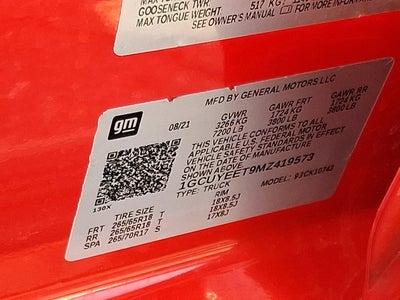 GOOSENECK TWR.
MAX TONGUE WEIGHT
517 KG
SEE OWNER'S MANUAL FOR MORE INFORMATION
gm
MFD BY GENERAL MOTORS LLC
08/21 GVWR GAWR FRT GAWR RR
3266 KG 1724 KG 1724 KG
7200 LB 3800 LB 3800 LB
THIS VEHICLE CONFORMS TO ALL
APPLICABLE U.S. FEDERAL MOTOR
VEHICLE SAFETY STANDARDS IN EFFECT
ON THE DATE OF MANUFACTURE
SHOWN ABOVE.
1GCUYEET9MZ419573
TYPE: TRUCK MODEL: 93CK10343
130X
TIRE SIZE RIM
FRT 265/65R18 T 18X8.5J
RR 265/65R18 T 18X8.5J
SPA 265/70R17 S 17X8J